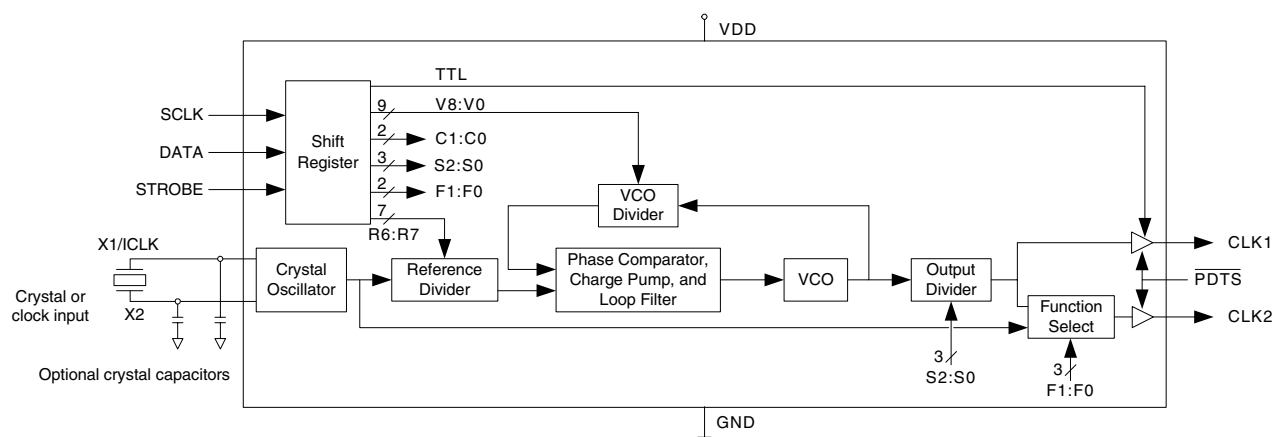 VDD
TTL
9
V8:V0
SCLK
2
C1:C0
Shift
Register
DATA
3
S2:S0
STROBE
2
F1:F0
7
R6:R7
VCO
Divider
X1/ICLK
CLK1
Crystal
Oscillator
Reference
Divider
Phase Comparator,
Charge Pump, and
Loop Filter
VCO
Output
Divider
PDTS
Crystal or
clock input
X2
Function
Select
CLK2
3
S2:S0
3
F1:F0
Optional crystal capacitors
GND